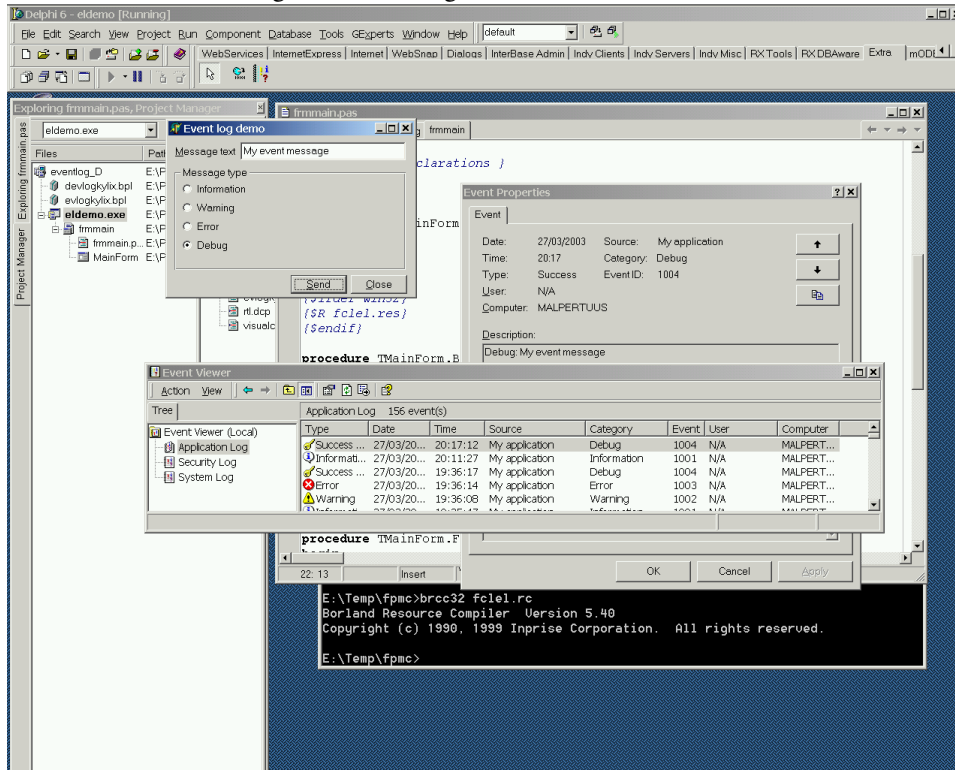 Delphi 6 - eldemo [Running]
File Edit Search View Project Run Component Database Tools GExperts Window Help default
WebServices InternetExpress Internet WebSnap Dialogs InterBase Admin Indy Clients Indy Servers Indy Misc RX Tools RX DBAware Extra
Exploring frmmain.pas, Project Manager
Exploring frmmain.pas
Project Manager
eldemo.exe
Files
eventlog_D E:\P
devlogkylix.bpl E:\P
evlogkylix.bpl E:\P
eldemo.exe E:\P
frmmain E:\P
frmmain.p... E:\P
MainForm E:\P
rtl.dcp
visualc
Event log demo
Message text My event message
Message type
Information
Warning
Error
Debug
Send Close
frmmain.pas
frmmain
clarations }
inForm
{$R fclel.res}
{$endif}
procedure TMainForm.B
procedure TMainForm.F
22: 13 Insert
Event Properties
Event
Date: 27/03/2003 Source: My application
Time: 20:17 Category: Debug
Type: Success Event ID: 1004
User: N/A
Computer: MALPERTUUS
Description:
Debug: My event message
OK Cancel Apply
Event Viewer
Action View
Tree
Application Log 156 event(s)
Event Viewer (Local)
Application Log
Security Log
System Log
Type Date Time Source Category Event User Computer
Success ... 27/03/20... 20:17:12 My application Debug 1004 N/A MALPERT...
Informati... 27/03/20... 20:11:27 My application Information 1001 N/A MALPERT...
Success ... 27/03/20... 19:36:17 My application Debug 1004 N/A MALPERT...
Error 27/03/20... 19:36:14 My application Error 1003 N/A MALPERT...
Warning 27/03/20... 19:36:08 My application Warning 1002 N/A MALPERT...
E:\Temp\fpmc>brcc32 fclel.rc
Borland Resource Compiler Version 5.40
Copyright (c) 1990, 1999 Inprise Corporation. All rights reserved.
E:\Temp\fpmc>